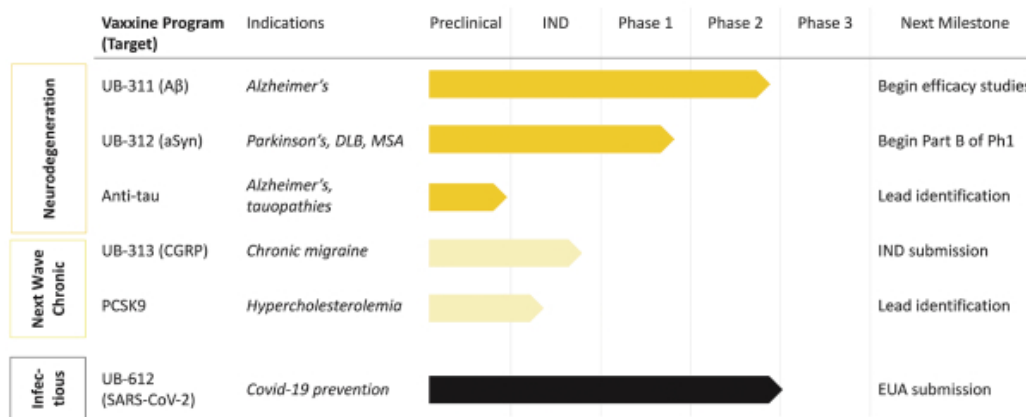 Vaxxine Program Indications Preclinical IND Phase 1 Phase 2 Phase 3 Next Milestone
(Target)
Neurodegeneration
UB-311 (Aβ) Alzheimer's Begin efficacy studies
UB-312 (aSyn) Parkinson's, DLB, MSA Begin Part B of Ph1
Anti-tau Alzheimer's, Lead identification
tauopathies
Next Wave
Chronic
UB-313 (CGRP) Chronic migraine IND submission
PCSK9 Hypercholesterolemia Lead identification
Infec-
tious
UB-612 Covid-19 prevention EUA submission
(SARS-CoV-2)